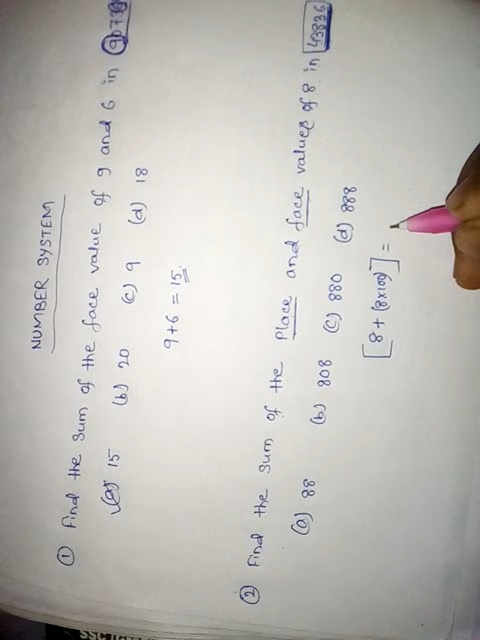 NUMBER SYSTEM
① Find the sum of the face value of 9 and 6 in
(a) 15 (b) 20 (c) 9 (d) 18
9+6 = 15
② Find the sum of the Place and face values of 8 in 43836
(a) 88 (b) 808 (c) 880 (d) 888
[8 + (8x100)] =
SSC